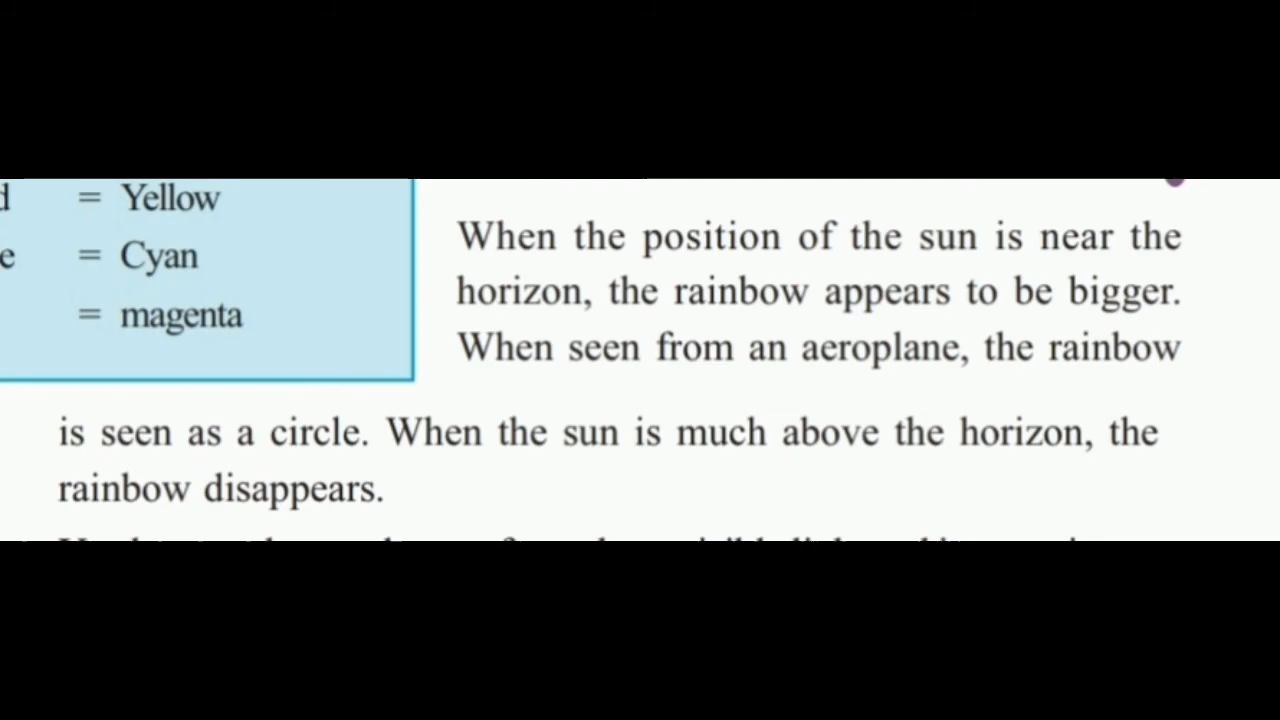 d = Yellow
e = Cyan
= magenta
When the position of the sun is near the
horizon, the rainbow appears to be bigger.
When seen from an aeroplane, the rainbow
is seen as a circle. When the sun is much above the horizon, the
rainbow disappears.